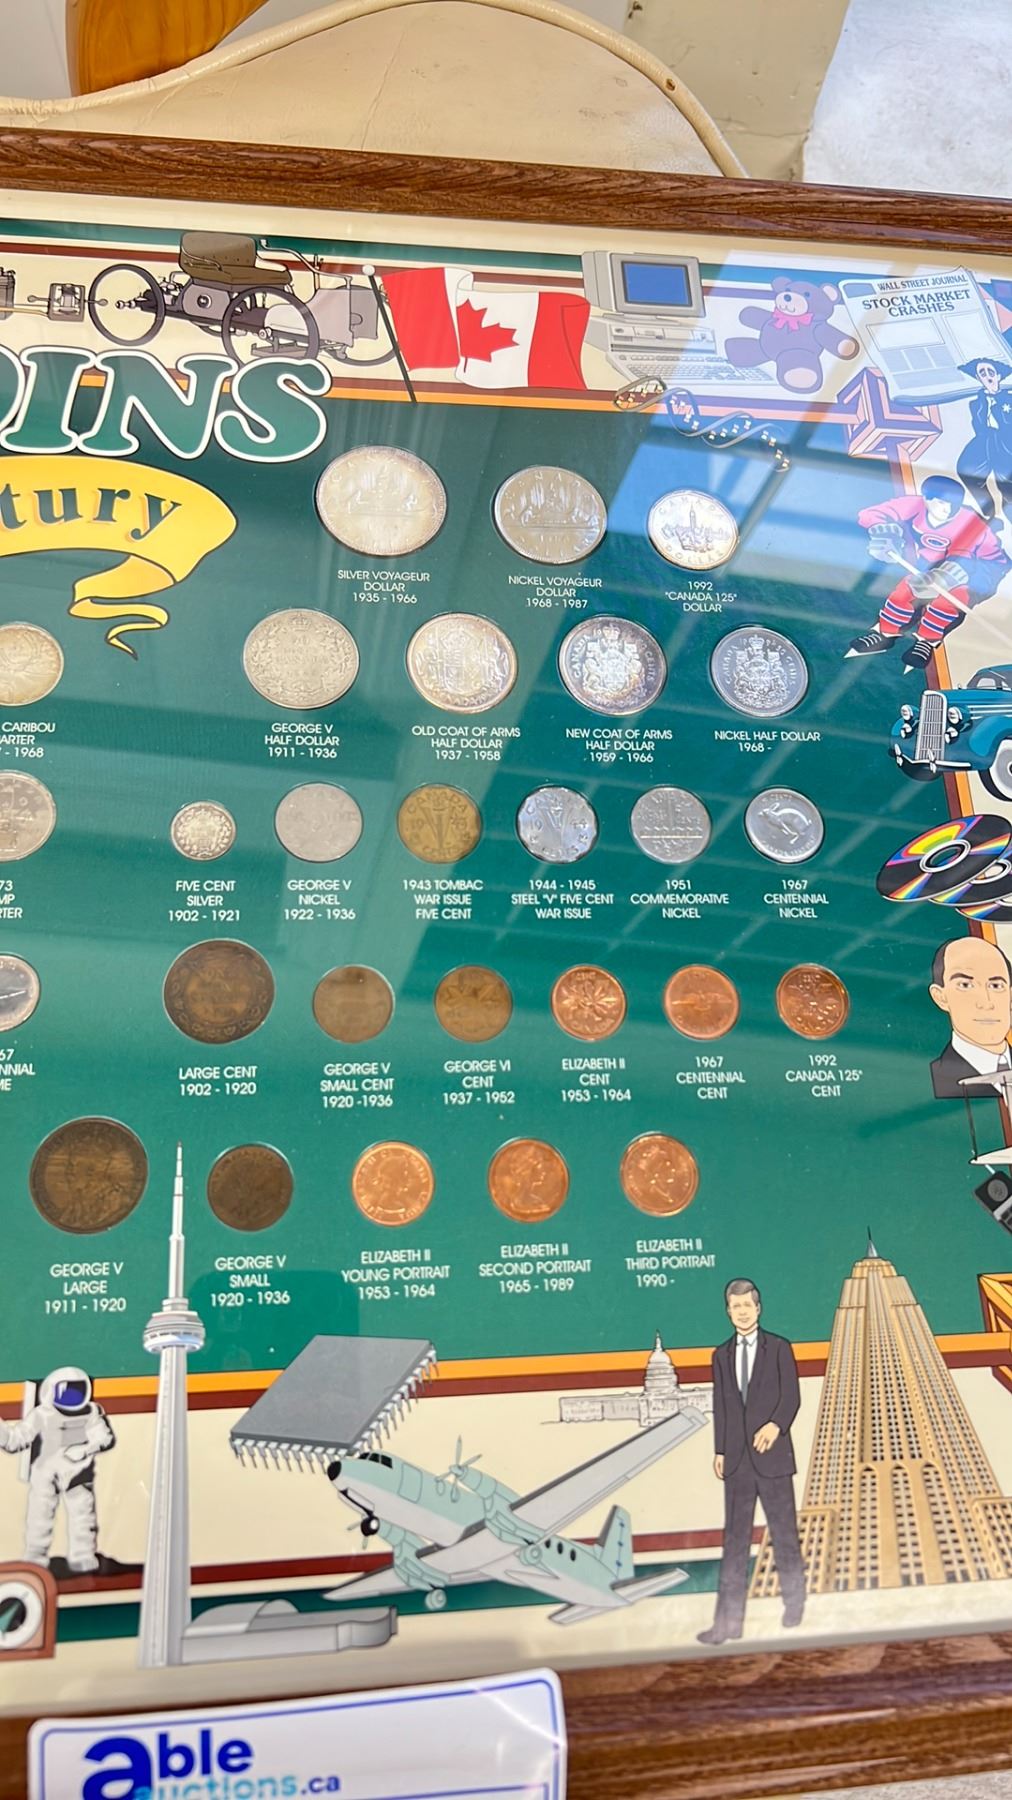 WALL STREET JOURNAL
STOCK MARKET
CRASHES
OINS
tury
SILVER VOYAGEUR
DOLLAR
1935 - 1966
NICKEL VOYAGEUR
DOLLAR
1968 - 1987
1992
"CANADA 125"
DOLLAR
CARIBOU
ARTER
- 1968
GEORGE V
HALF DOLLAR
1911 - 1936
OLD COAT OF ARMS
HALF DOLLAR
1937 - 1958
NEW COAT OF ARMS
HALF DOLLAR
1959 - 1966
NICKEL HALF DOLLAR
1968 -
73
MP
RTER
FIVE CENT
SILVER
1902 - 1921
GEORGE V
NICKEL
1922 - 1936
1943 TOMBAC
WAR ISSUE
FIVE CENT
1944 - 1945
STEEL "V" FIVE CENT
WAR ISSUE
1951
COMMEMORATIVE
NICKEL
1967
CENTENNIAL
NICKEL
67
NNIAL
ME
LARGE CENT
1902 - 1920
GEORGE V
SMALL CENT
1920 -1936
GEORGE VI
CENT
1937 - 1952
ELIZABETH II
CENT
1953 - 1964
1967
CENTENNIAL
CENT
1992
CANADA 125"
CENT
GEORGE V
LARGE
1911 - 1920
GEORGE V
SMALL
1920 - 1936
ELIZABETH II
YOUNG PORTRAIT
1953 - 1964
ELIZABETH II
SECOND PORTRAIT
1965 - 1989
ELIZABETH II
THIRD PORTRAIT
1990 -
able
auctions.ca